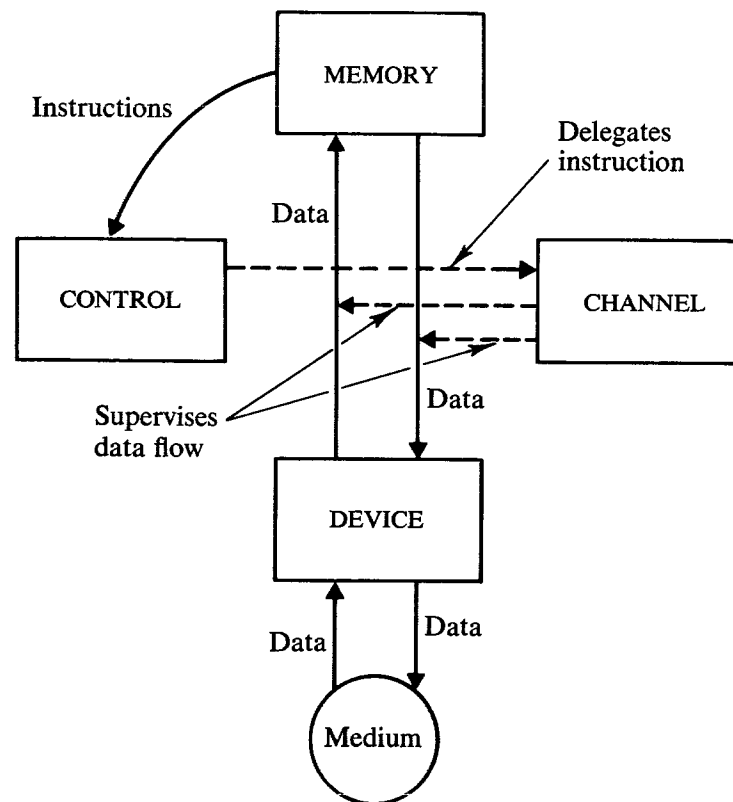 MEMORY
Instructions
Delegates
instruction
Data
CONTROL
CHANNEL
Supervises
data flow
Data
DEVICE
Data
Data
Medium